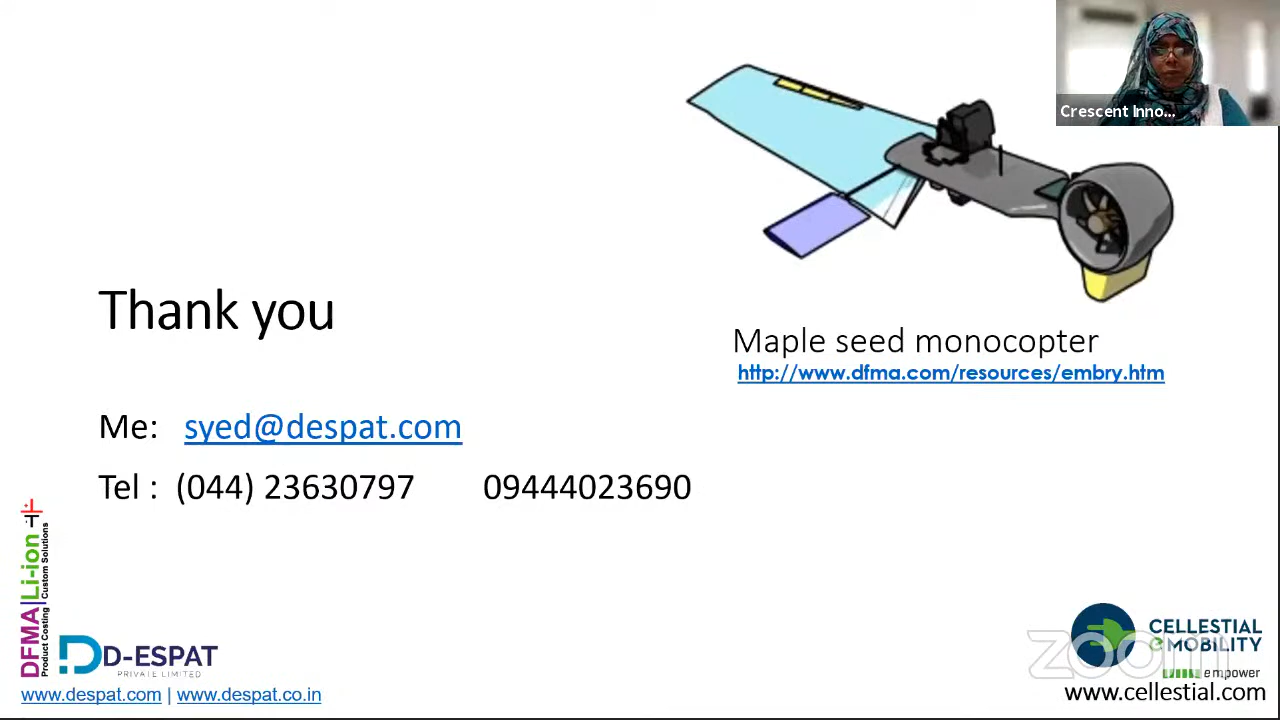 Crescent Inno...
Thank you
Maple seed monocopter
http://www.dfma.com/resources/embry.htm
Me: syed@despat.com
Tel : (044) 23630797 09444023690
DFMA|Li-ion
Product Costing Custom Solutions
D-ESPAT
PRIVATE LIMITED
www.despat.com | www.despat.co.in
CELLESTIAL
eMOBILITY
zoom
empower
www.cellestial.com